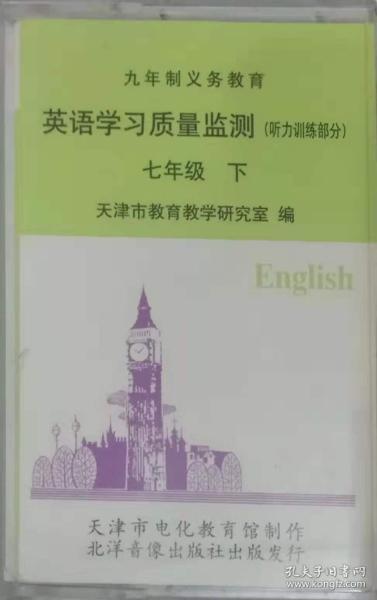 九年制义务教育
英语学习质量监测（听力训练部分）
七年级 下
天津市教育教学研究室 编
English
天津市电化教育馆制作
北洋音像出版社出版发行
孔夫子旧书网